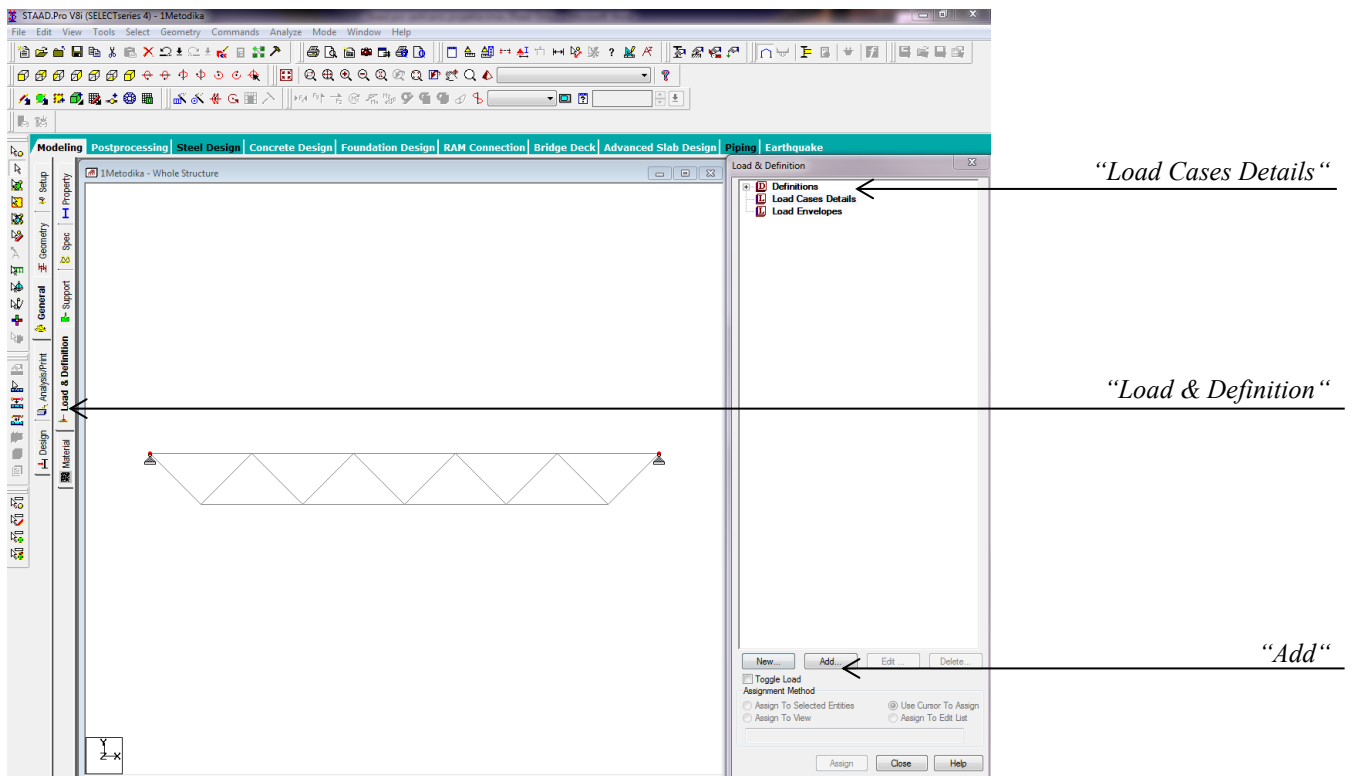 STAAD.Pro V8i (SELECTseries 4) - 1Metodika
File Edit View Tools Select Geometry Commands Analyze Mode Window Help
Modeling Postprocessing Steel Design Concrete Design Foundation Design RAM Connection Bridge Deck Advanced Slab Design Piping Earthquake
Setup
Geometry
General
Analysis/Print
Design
Property
Spec
Support
Load & Definition
Material
1Metodika - Whole Structure
Load & Definition
D Definitions
L Load Cases Details
L Load Envelopes
“Load Cases Details“
“Load & Definition“
“Add“
New... Add... Edit ... Delete...
Toggle Load
Assignment Method
Assign To Selected Entities Use Cursor To Assign
Assign To View Assign To Edit List
Assign Close Help
Y
Z X